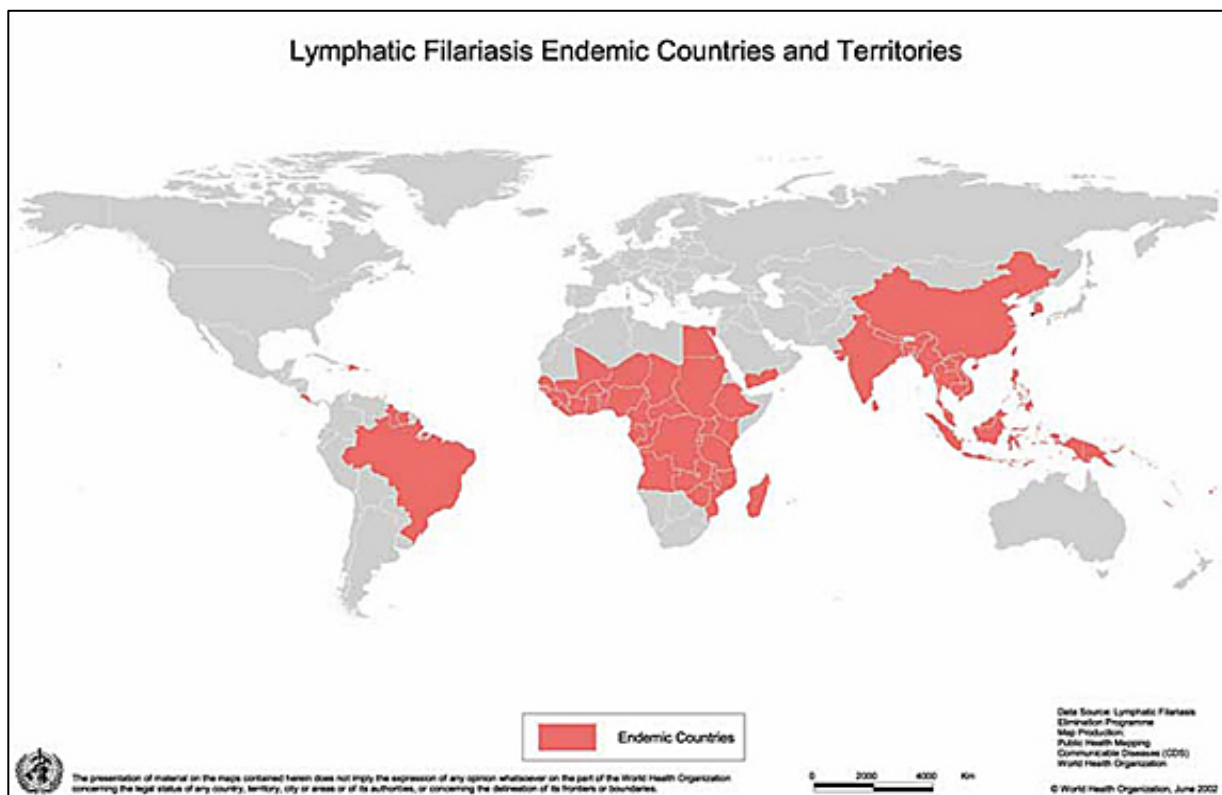 Lymphatic Filariasis Endemic Countries and Territories
Endemic Countries
Data Source: Lymphatic Filariasis
Elimination Programme
Map Production:
Public Health Mapping
Communicable Diseases (CDS)
World Health Organization
The presentation of material on the maps contained herein does not imply the expression of any opinion whatsoever on the part of the World Health Organization
concerning the legal status of any country, territory, city or areas or of its authorities, or concerning the delineation of its frontiers or boundaries.
0 2000 4000 Km
© World Health Organization, June 2002